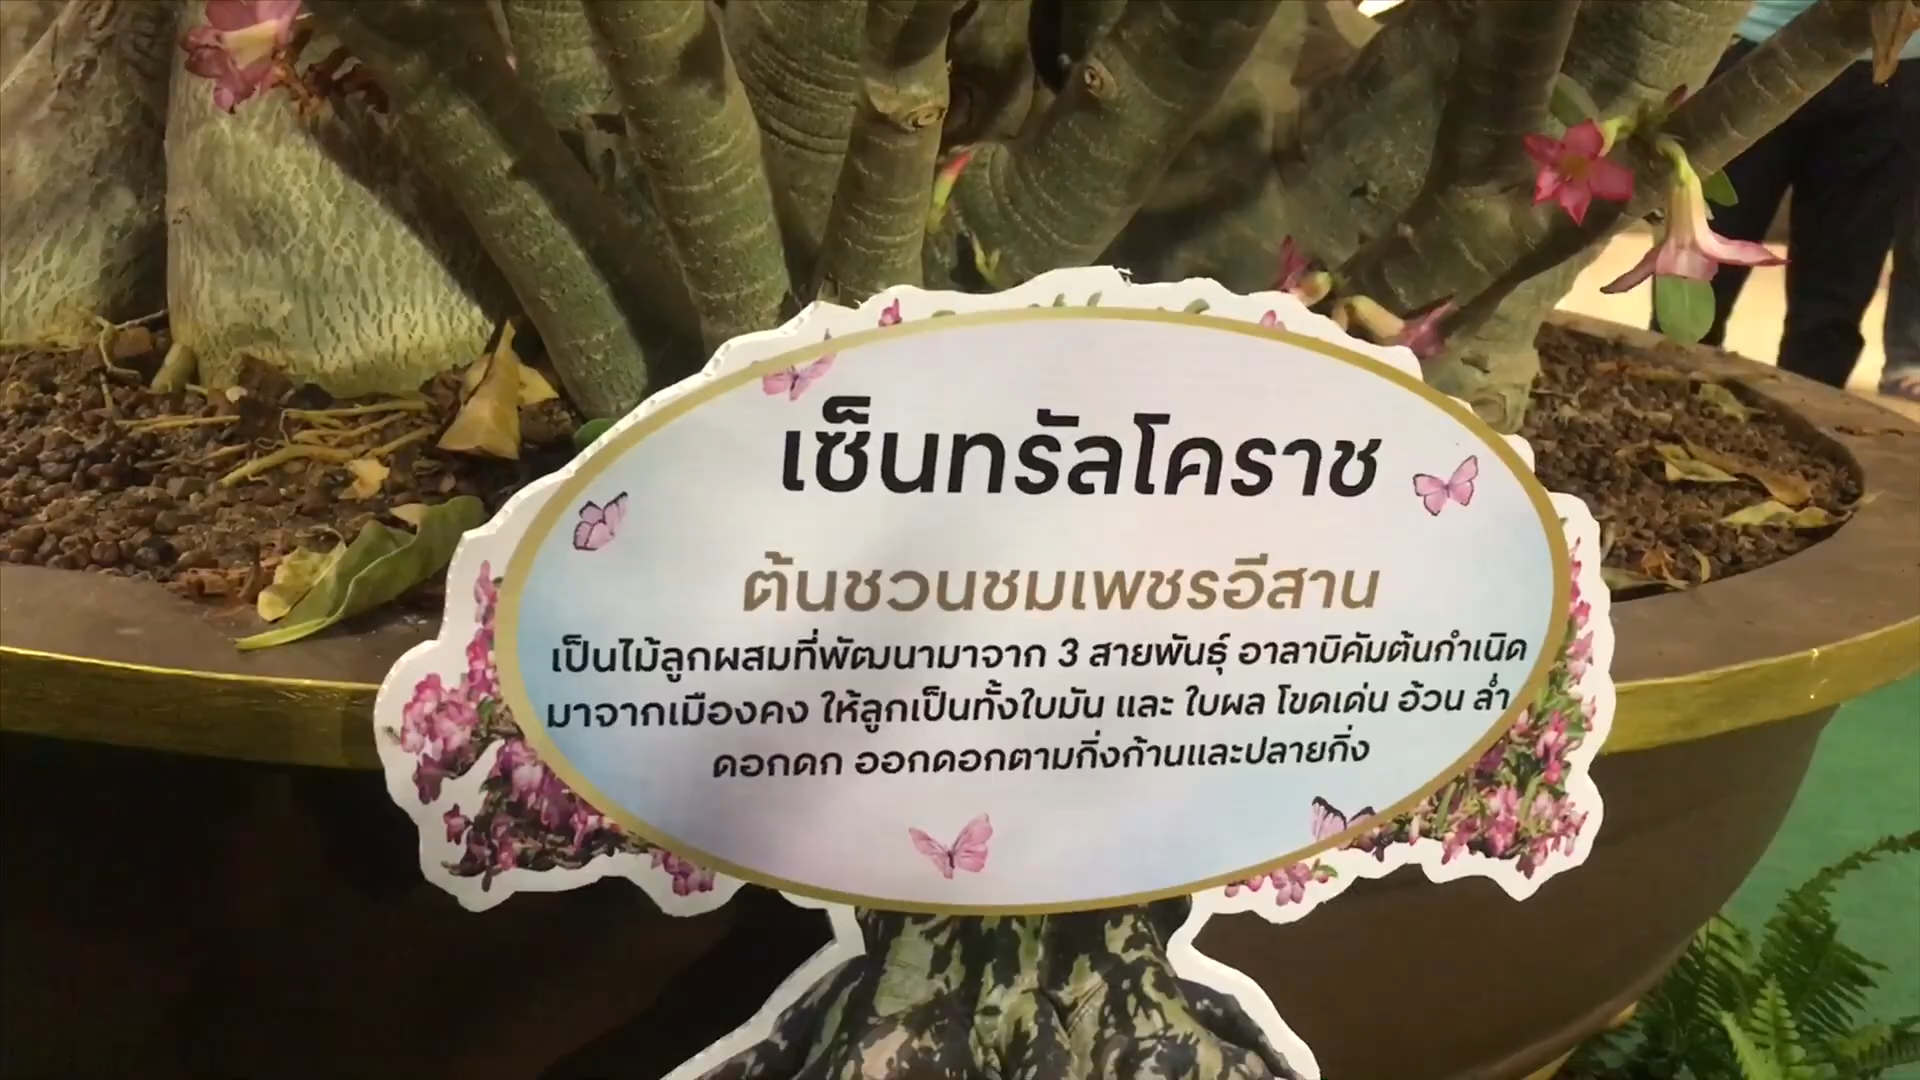 เซ็นทรัลโคราช
ต้นชวนชมเพชรอีสาน
เป็นไม้ลูกผสมที่พัฒนามาจาก 3 สายพันธุ์ อาลาบิคัมต้นกำเนิด
มาจากเมืองคง ให้ลูกเป็นทั้งใบมัน และ ใบผล โขดเด่น อ้วน ล่ำ
ดอกดก ออกดอกตามกิ่งก้านและปลายกิ่ง